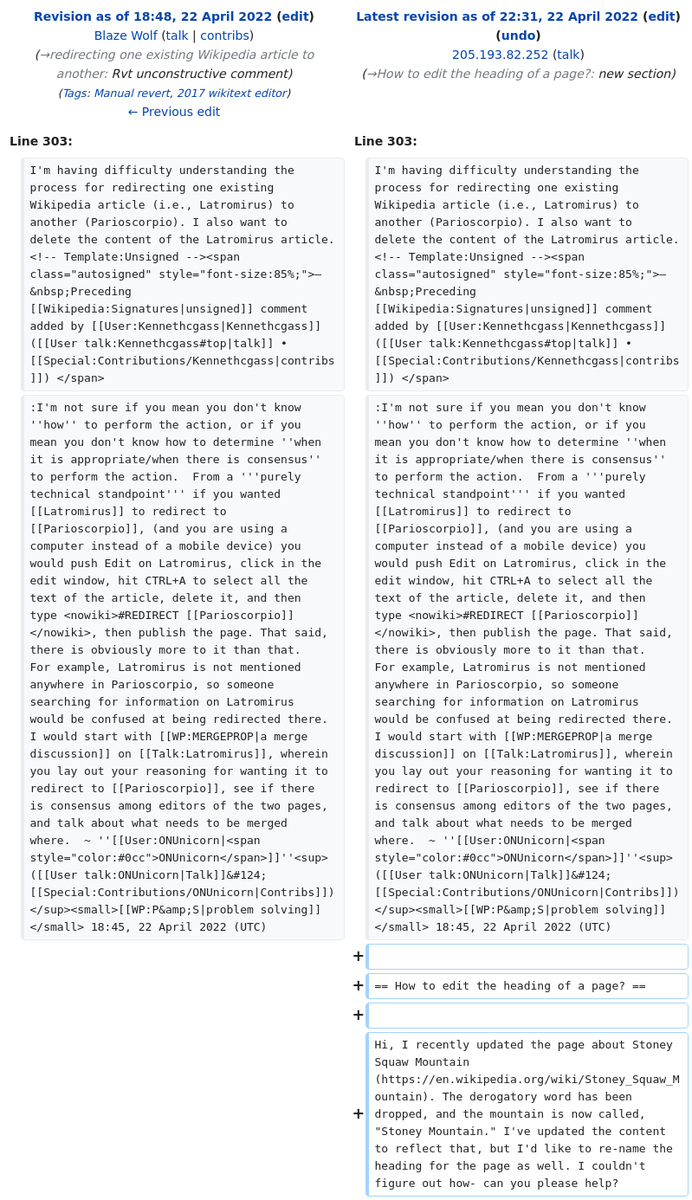 Revision as of 18:48, 22 April 2022 (edit)
Blaze Wolf (talk | contribs)
(→redirecting one existing Wikipedia article to
another: Rvt unconstructive comment)
(Tags: Manual revert, 2017 wikitext editor)
← Previous edit
Latest revision as of 22:31, 22 April 2022 (edit)
(undo)
205.193.82.252 (talk)
(→How to edit the heading of a page?: new section)
Line 303:
I'm having difficulty understanding the
process for redirecting one existing
Wikipedia article (i.e., Latromirus) to
another (Parioscorpio). I also want to
delete the content of the Latromirus article.
<!-- Template:Unsigned --><span
class="autosigned" style="font-size:85%;">—
&nbsp;Preceding
[[Wikipedia:Signatures|unsigned]] comment
added by [[User:Kennethcgass|Kennethcgass]]
([[User talk:Kennethcgass#top|talk]] •
[[Special:Contributions/Kennethcgass|contribs
]]) </span>
:I'm not sure if you mean you don't know
''how'' to perform the action, or if you
mean you don't know how to determine ''when
it is appropriate/when there is consensus''
to perform the action.  From a '''purely
technical standpoint''' if you wanted
[[Latromirus]] to redirect to
[[Parioscorpio]], (and you are using a
computer instead of a mobile device) you
would push Edit on Latromirus, click in the
edit window, hit CTRL+A to select all the
text of the article, delete it, and then
type <nowiki>#REDIRECT [[Parioscorpio]]
</nowiki>, then publish the page. That said,
there is obviously more to it than that.
For example, Latromirus is not mentioned
anywhere in Parioscorpio, so someone
searching for information on Latromirus
would be confused at being redirected there.
I would start with [[WP:MERGEPROP|a merge
discussion]] on [[Talk:Latromirus]], wherein
you lay out your reasoning for wanting it to
redirect to [[Parioscorpio]], see if there
is consensus among editors of the two pages,
and talk about what needs to be merged
where.  ~ ''[[User:ONUnicorn|<span
style="color:#0cc">ONUnicorn</span>]]''<sup>
([[User talk:ONUnicorn|Talk]]&#124;
[[Special:Contributions/ONUnicorn|Contribs]])
</sup><small>[[WP:P&amp;S|problem solving]]
</small> 18:45, 22 April 2022 (UTC)
Line 303:
I'm having difficulty understanding the
process for redirecting one existing
Wikipedia article (i.e., Latromirus) to
another (Parioscorpio). I also want to
delete the content of the Latromirus article.
<!-- Template:Unsigned --><span
class="autosigned" style="font-size:85%;">—
&nbsp;Preceding
[[Wikipedia:Signatures|unsigned]] comment
added by [[User:Kennethcgass|Kennethcgass]]
([[User talk:Kennethcgass#top|talk]] •
[[Special:Contributions/Kennethcgass|contribs
]]) </span>
:I'm not sure if you mean you don't know
''how'' to perform the action, or if you
mean you don't know how to determine ''when
it is appropriate/when there is consensus''
to perform the action.  From a '''purely
technical standpoint''' if you wanted
[[Latromirus]] to redirect to
[[Parioscorpio]], (and you are using a
computer instead of a mobile device) you
would push Edit on Latromirus, click in the
edit window, hit CTRL+A to select all the
text of the article, delete it, and then
type <nowiki>#REDIRECT [[Parioscorpio]]
</nowiki>, then publish the page. That said,
there is obviously more to it than that.
For example, Latromirus is not mentioned
anywhere in Parioscorpio, so someone
searching for information on Latromirus
would be confused at being redirected there.
I would start with [[WP:MERGEPROP|a merge
discussion]] on [[Talk:Latromirus]], wherein
you lay out your reasoning for wanting it to
redirect to [[Parioscorpio]], see if there
is consensus among editors of the two pages,
and talk about what needs to be merged
where.  ~ ''[[User:ONUnicorn|<span
style="color:#0cc">ONUnicorn</span>]]''<sup>
([[User talk:ONUnicorn|Talk]]&#124;
[[Special:Contributions/ONUnicorn|Contribs]])
</sup><small>[[WP:P&amp;S|problem solving]]
</small> 18:45, 22 April 2022 (UTC)
+
+ == How to edit the heading of a page? ==
+
+ Hi, I recently updated the page about Stoney
Squaw Mountain
(https://en.wikipedia.org/wiki/Stoney_Squaw_M
ountain). The derogatory word has been
dropped, and the mountain is now called,
"Stoney Mountain." I've updated the content
to reflect that, but I'd like to re-name the
heading for the page as well. I couldn't
figure out how- can you please help?